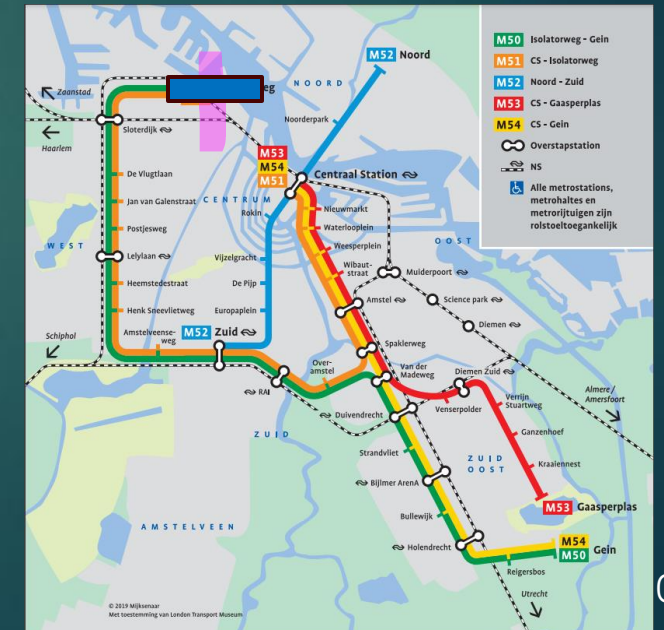 M50 Isolatorweg - Gein
M51 CS - Isolatorweg
M52 Noord - Zuid
M53 CS - Gaasperplas
M54 CS - Gein
Overstapstation
NS
Alle metrostations,
metrohaltes en
metrorijtuigen zijn
rolstoeltoegankelijk
M52 Noord
NOORD
Noorderpark
Zaanstad
eg
Haarlem
Sloterdijk
M53
M54
M51
Centraal Station
De Vlugtlaan
Jan van Galenstraat
CENTRUM
Rokin
Nieuwmarkt
Waterlooplein
Postjesweg
Weesperplein
OOST
WEST
Lelylaan
Vijzelgracht
Wibaut-
straat
Muiderpoort
Heemstedestraat
De Pijp
Amstel
Science park
Henk Sneevlietweg
Europaplein
Diemen
Schiphol
Amstelveense-
weg
M52 Zuid
Spaklerweg
Over-
amstel
Van der
Madeweg
Diemen Zuid
RAI
Almere /
Amersfoort
Duivendrecht
Venserpolder
Verrijn
Stuartweg
ZUID
Ganzenhoef
Strandvliet
ZUID
OOST
Kraaiennest
Bijlmer ArenA
M53 Gaasperplas
Bullewijk
AMSTELVEEN
Holendrecht
M54
M50
Gein
Reigersbos
Utrecht
© 2019 Mijksenaar
Met toestemming van London Transport Museum